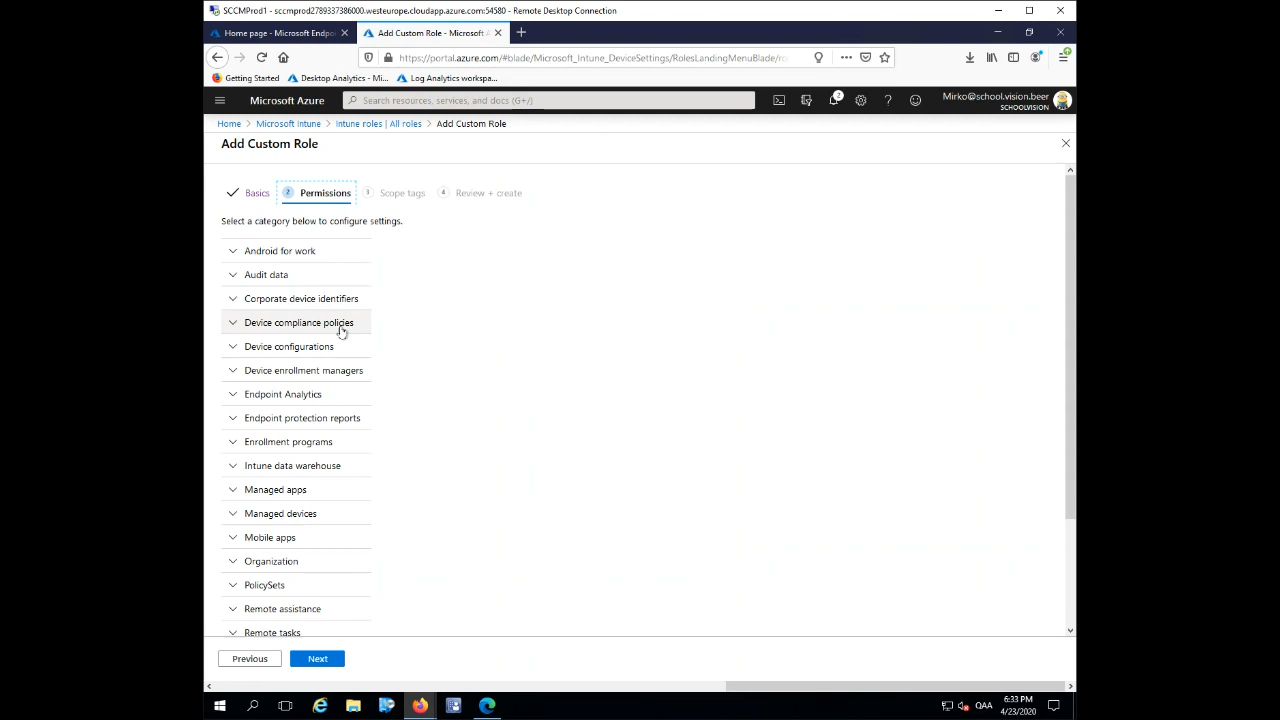 SCCMProd1 - sccmprod2789337386000.westeurope.cloudapp.azure.com:54580 - Remote Desktop Connection
Home page - Microsoft Endpoi
Add Custom Role - Microsoft A
https://portal.azure.com/#blade/Microsoft_Intune_DeviceSettings/RolesLandingMenuBlade/ro
Getting Started
Desktop Analytics - Mi...
Log Analytics workspa...
Microsoft Azure
Search resources, services, and docs (G+/)
2
Mirko@school.vision.beer
SCHOOLVISION
Home > Microsoft Intune > Intune roles | All roles > Add Custom Role
Add Custom Role
Basics
2 Permissions
3 Scope tags
4 Review + create
Select a category below to configure settings.
Android for work
Audit data
Corporate device identifiers
Device compliance policies
Device configurations
Device enrollment managers
Endpoint Analytics
Endpoint protection reports
Enrollment programs
Intune data warehouse
Managed apps
Managed devices
Mobile apps
Organization
PolicySets
Remote assistance
Remote tasks
Previous
Next
QAA
6:33 PM
4/23/2020